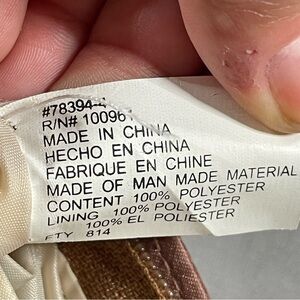 #78394-
R/N# 10096
MADE IN CHINA
HECHO EN CHINA
FABRIQUE EN CHINE
MADE OF MAN MADE MATERIAL
CONTENT 100% POLYESTER
LINING 100% POLYESTER
100% EL POLIESTER
FTY 814